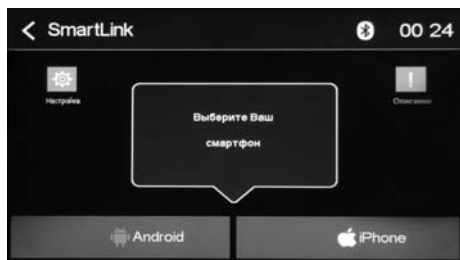 SmartLink 00 24
Настройка
Описание
Выберите Ваш
смартфон
Android
iPhone